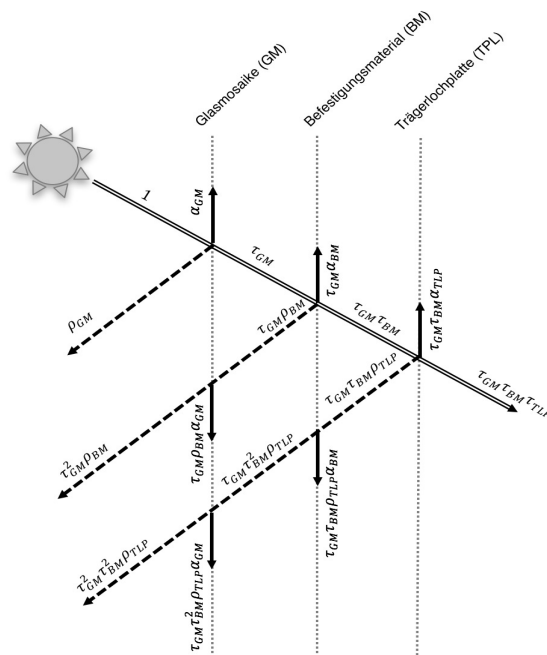 Glasmosaike (GM)
Befestigungsmaterial (BM)
Trägerlochplatte (TPL)
1
α_GM
τ_GM
τ_GM α_BM
τ_GM τ_BM
τ_GM τ_BM α_TLP
τ_GM τ_BM τ_TLP
ρ_GM
τ_GM ρ_BM
τ_GM τ_BM ρ_TLP
τ²_GM ρ_BM
τ_GM ρ_BM α_GM
τ_GM τ²_BM ρ_TLP
τ_GM τ_BM ρ_TLP α_BM
τ²_GM τ²_BM ρ_TLP
τ_GM τ²_BM ρ_TLP α_GM